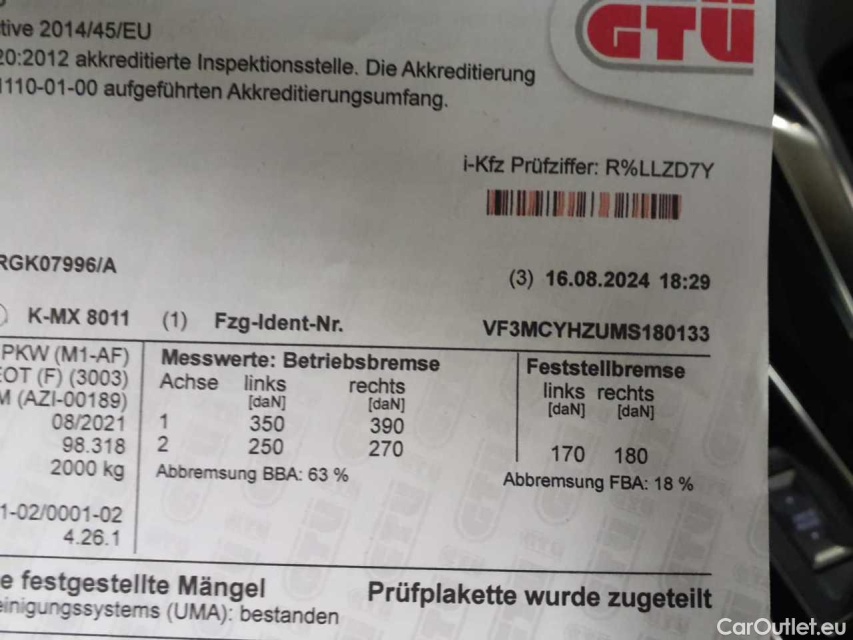 tive 2014/45/EU
20:2012 akkreditierte Inspektionsstelle. Die Akkreditierung
1110-01-00 aufgeführten Akkreditierungsumfang.
GTÜ
i-Kfz Prüfziffer: R%LLZD7Y
RGK07996/A
(3) 16.08.2024 18:29
K-MX 8011 (1) Fzg-Ident-Nr. VF3MCYHZUMS180133
PKW (M1-AF)
EOT (F) (3003)
M (AZI-00189)
08/2021
98.318
2000 kg
1-02/0001-02
4.26.1
Messwerte: Betriebsbremse
Achse links rechts
[daN] [daN]
1 350 390
2 250 270
Abbremsung BBA: 63 %
Feststellbremse
links rechts
[daN] [daN]
170 180
Abbremsung FBA: 18 %
e festgestellte Mängel
einigungssystems (UMA): bestanden
Prüfplakette wurde zugeteilt
CarOutlet.eu